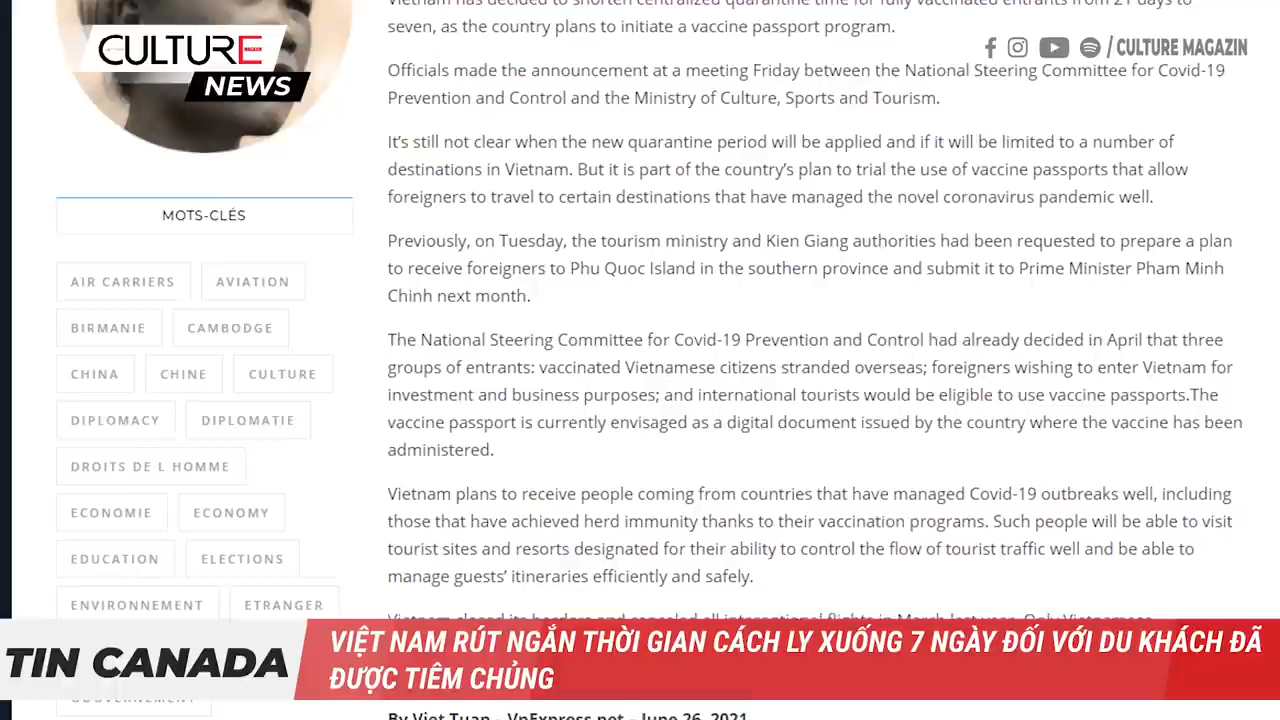 Vietnam has decided to shorten centralized quarantine time for fully vaccinated entrants from 21 days to
seven, as the country plans to initiate a vaccine passport program.
CULTURE
MAGAZIN
NEWS
/ CULTURE MAGAZIN
Officials made the announcement at a meeting Friday between the National Steering Committee for Covid-19
Prevention and Control and the Ministry of Culture, Sports and Tourism.
It’s still not clear when the new quarantine period will be applied and if it will be limited to a number of
destinations in Vietnam. But it is part of the country’s plan to trial the use of vaccine passports that allow
foreigners to travel to certain destinations that have managed the novel coronavirus pandemic well.
Previously, on Tuesday, the tourism ministry and Kien Giang authorities had been requested to prepare a plan
to receive foreigners to Phu Quoc Island in the southern province and submit it to Prime Minister Pham Minh
Chinh next month.
The National Steering Committee for Covid-19 Prevention and Control had already decided in April that three
groups of entrants: vaccinated Vietnamese citizens stranded overseas; foreigners wishing to enter Vietnam for
investment and business purposes; and international tourists would be eligible to use vaccine passports.The
vaccine passport is currently envisaged as a digital document issued by the country where the vaccine has been
administered.
Vietnam plans to receive people coming from countries that have managed Covid-19 outbreaks well, including
those that have achieved herd immunity thanks to their vaccination programs. Such people will be able to visit
tourist sites and resorts designated for their ability to control the flow of tourist traffic well and be able to
manage guests’ itineraries efficiently and safely.
Vietnam closed its borders and canceled all international flights in March last year. Only Vietnamese
By Viet Tuan – VnExpress.net – June 26, 2021
MOTS-CLÉS
AIR CARRIERS
AVIATION
BIRMANIE
CAMBODGE
CHINA
CHINE
CULTURE
DIPLOMACY
DIPLOMATIE
DROITS DE L HOMME
ECONOMIE
ECONOMY
EDUCATION
ELECTIONS
ENVIRONNEMENT
ETRANGER
GOUVERNEMENT
TIN CANADA
VIỆT NAM RÚT NGẮN THỜI GIAN CÁCH LY XUỐNG 7 NGÀY ĐỐI VỚI DU KHÁCH ĐÃ
ĐƯỢC TIÊM CHỦNG